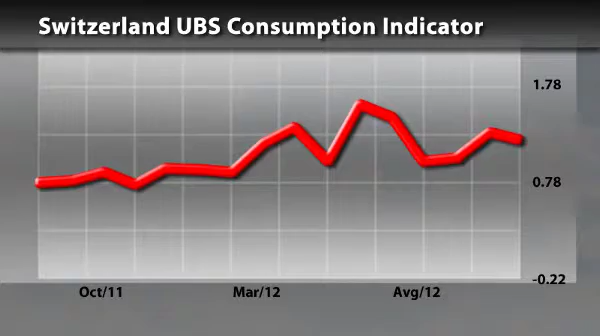 Switzerland UBS Consumption Indicator
1.78
0.78
-0.22
Oct/11
Mar/12
Avg/12